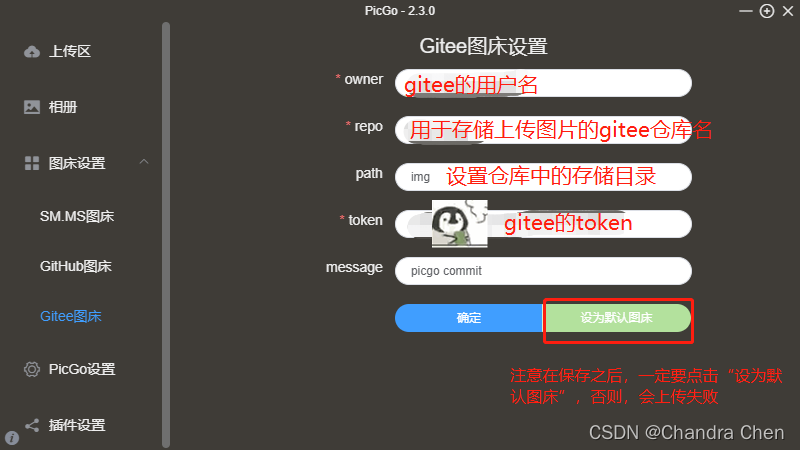 PicGo - 2.3.0
上传区
相册
图床设置
SM.MS图床
GitHub图床
Gitee图床
PicGo设置
插件设置
Gitee图床设置
* owner
gitee的用户名
* repo
用于存储上传图片的gitee仓库名
path
img 设置仓库中的存储目录
* token
gitee的token
message
picgo commit
确定
设为默认图床
注意在保存之后，一定要点击“设为默
认图床”，否则，会上传失败
CSDN @Chandra Chen